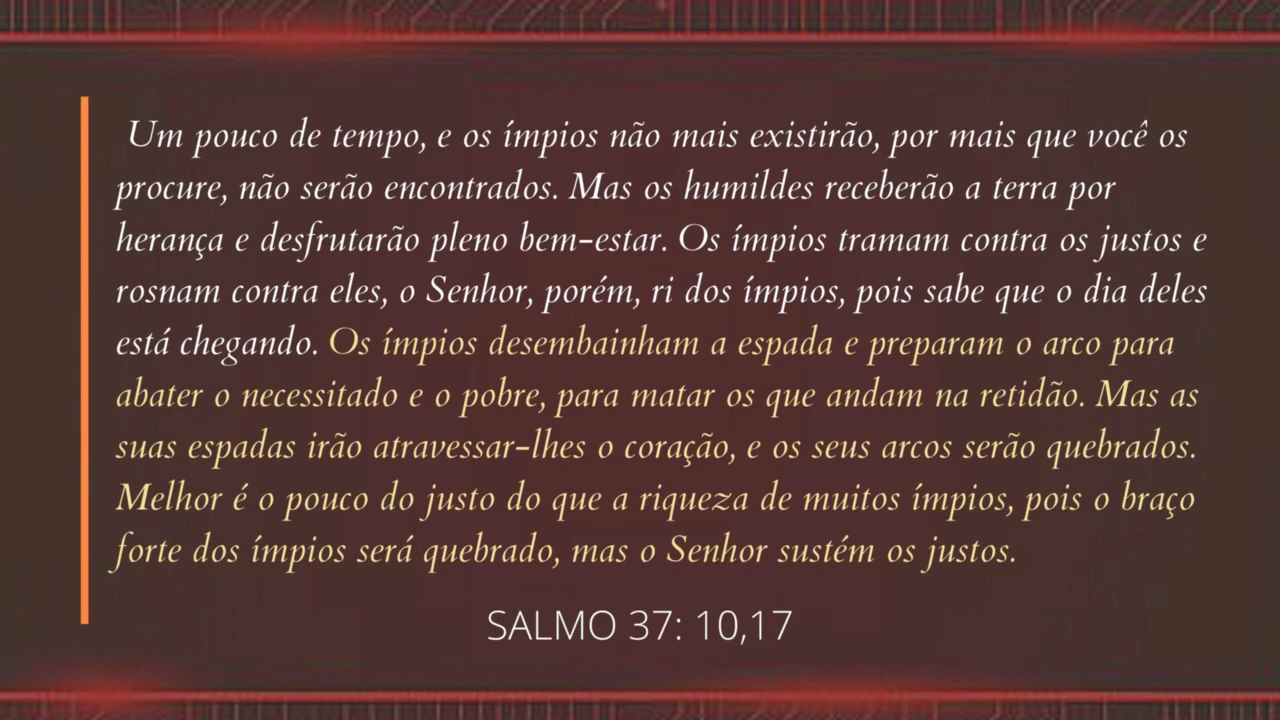 Um pouco de tempo, e os ímpios não mais existirão, por mais que você os
procure, não serão encontrados. Mas os humildes receberão a terra por
herança e desfrutarão pleno bem-estar. Os ímpios tramam contra os justos e
rosnam contra eles, o Senhor, porém, ri dos ímpios, pois sabe que o dia deles
está chegando. Os ímpios desembainham a espada e preparam o arco para
abater o necessitado e o pobre, para matar os que andam na retidão. Mas as
suas espadas irão atravessar-lhes o coração, e os seus arcos serão quebrados.
Melhor é o pouco do justo do que a riqueza de muitos ímpios, pois o braço
forte dos ímpios será quebrado, mas o Senhor sustém os justos.
SALMO 37: 10,17